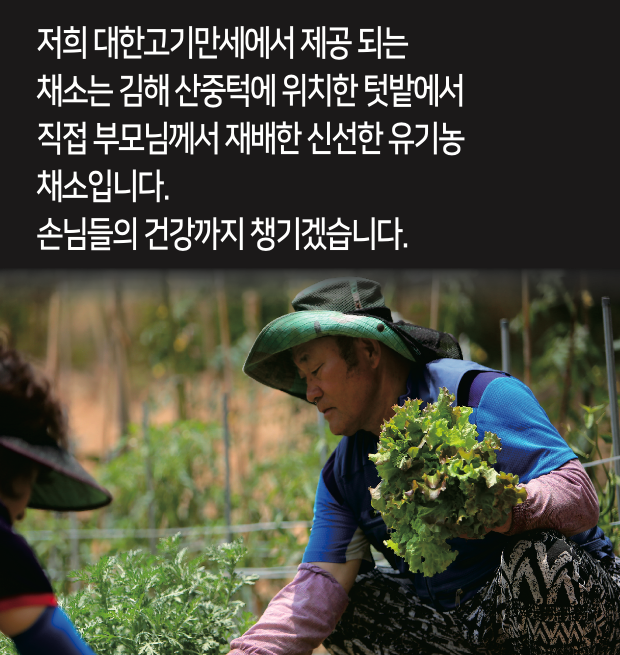 저희 대한고기만세에서 제공 되는
채소는 김해 산중턱에 위치한 텃밭에서
직접 부모님께서 재배한 신선한 유기농
채소입니다.
손님들의 건강까지 챙기겠습니다.